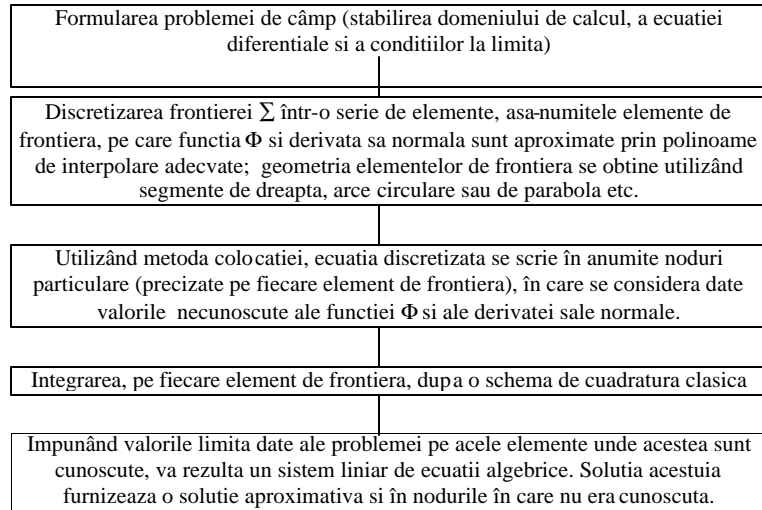 Formularea problemei de câmp (stabilirea domeniului de calcul, a ecuatiei
diferentiale si a conditiilor la limita)
Discretizarea frontierei Σ într-o serie de elemente, asa-numitele elemente de
frontiera, pe care functia Φ si derivata sa normala sunt aproximate prin polinoame
de interpolare adecvate; geometria elementelor de frontiera se obtine utilizând
segmente de dreapta, arce circulare sau de parabola etc.
Utilizând metoda colocatiei, ecuatia discretizata se scrie în anumite noduri
particulare (precizate pe fiecare element de frontiera), în care se considera date
valorile necunoscute ale functiei Φ si ale derivatei sale normale.
Integrarea, pe fiecare element de frontiera, dupa o schema de cuadratura clasica
Impunând valorile limita date ale problemei pe acele elemente unde acestea sunt
cunoscute, va rezulta un sistem liniar de ecuatii algebrice. Solutia acestuia
furnizeaza o solutie aproximativa si în nodurile în care nu era cunoscuta.